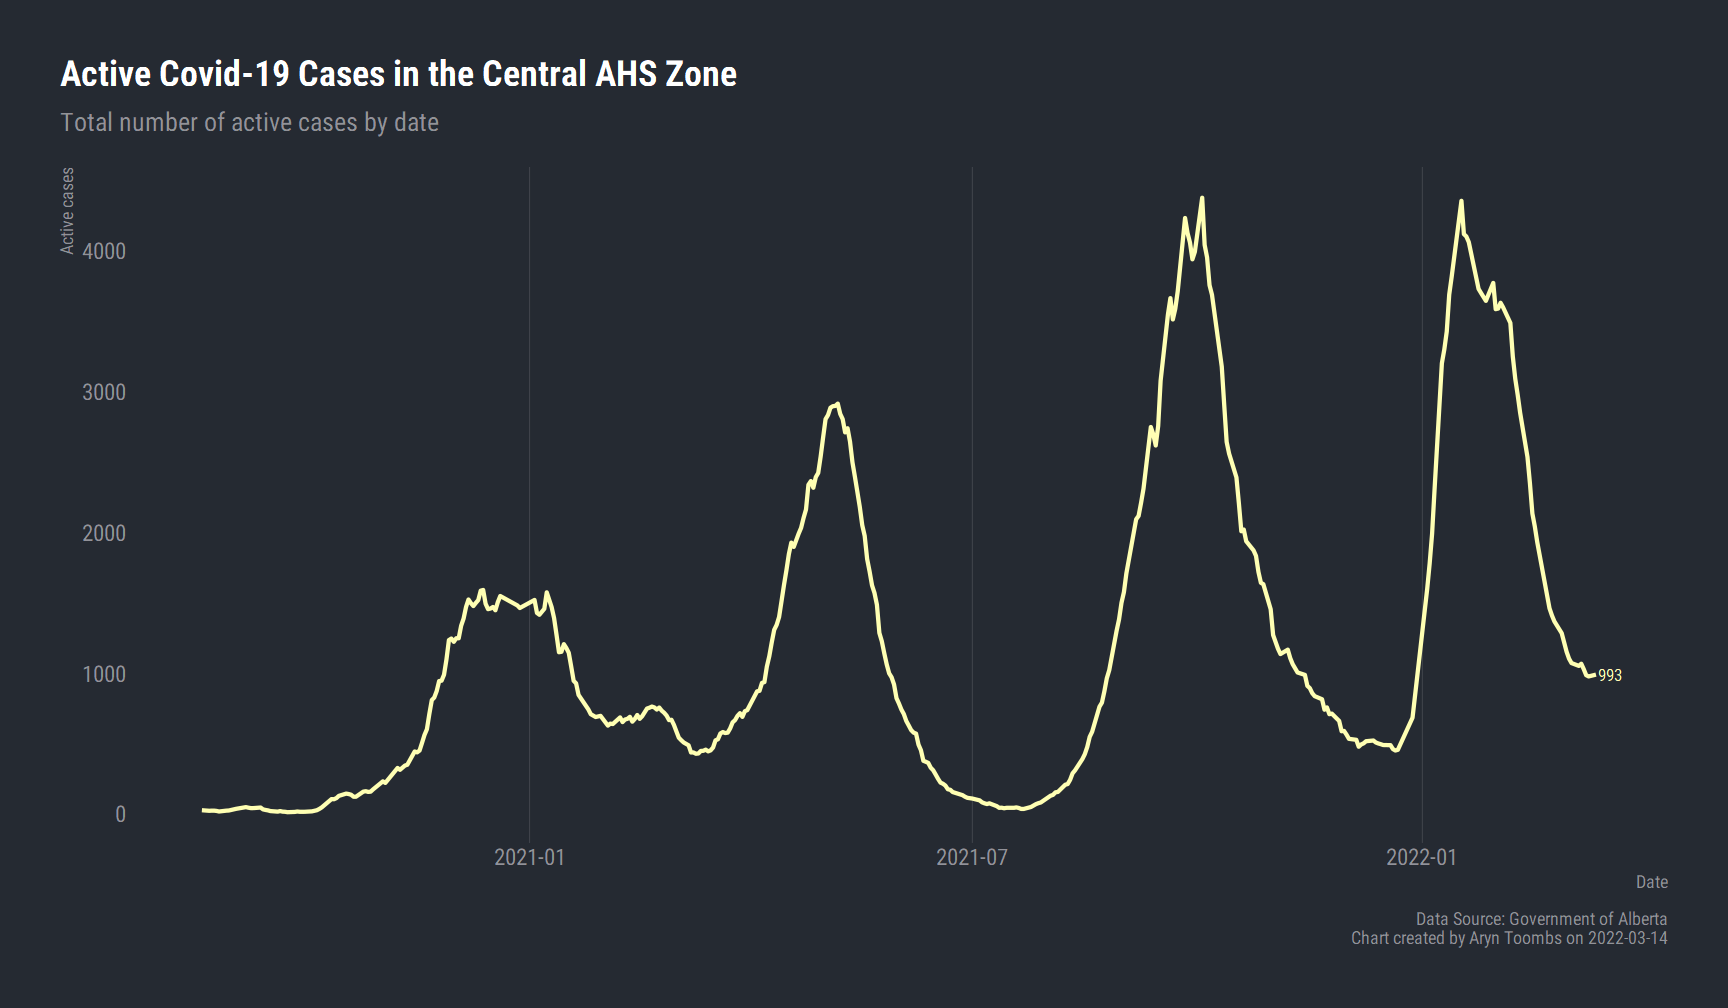 Active Covid-19 Cases in the Central AHS Zone
Total number of active cases by date
Active cases
4000
3000
2000
1000
0
993
2021-01
2021-07
2022-01
Date
Data Source: Government of Alberta
Chart created by Aryn Toombs on 2022-03-14